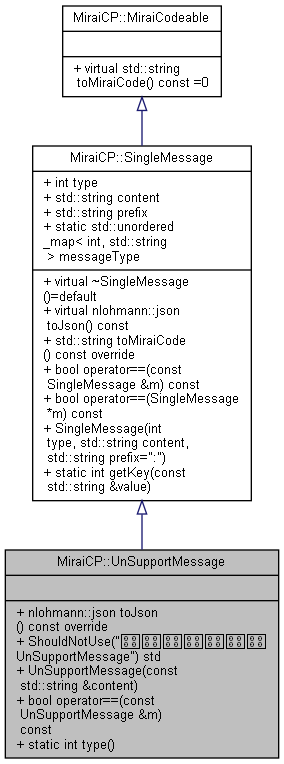 MiraiCP::MiraiCodeable
+ virtual std::string
toMiraiCode() const =0
MiraiCP::SingleMessage
+ int type
+ std::string content
+ std::string prefix
+ static std::unordered
_map< int, std::string
> messageType
+ virtual ~SingleMessage
()=default
+ virtual nlohmann::json
toJson() const
+ std::string toMiraiCode
() const override
+ bool operator==(const
SingleMessage &m) const
+ bool operator==(SingleMessage
*m) const
+ SingleMessage(int
type, std::string content,
std::string prefix=":")
+ static int getKey(const
std::string &value)
MiraiCP::UnSupportMessage
+ nlohmann::json toJson
() const override
+ ShouldNotUse("
UnSupportMessage") std
+ UnSupportMessage(const
std::string &content)
+ bool operator==(const
UnSupportMessage &m)
const
+ static int type()